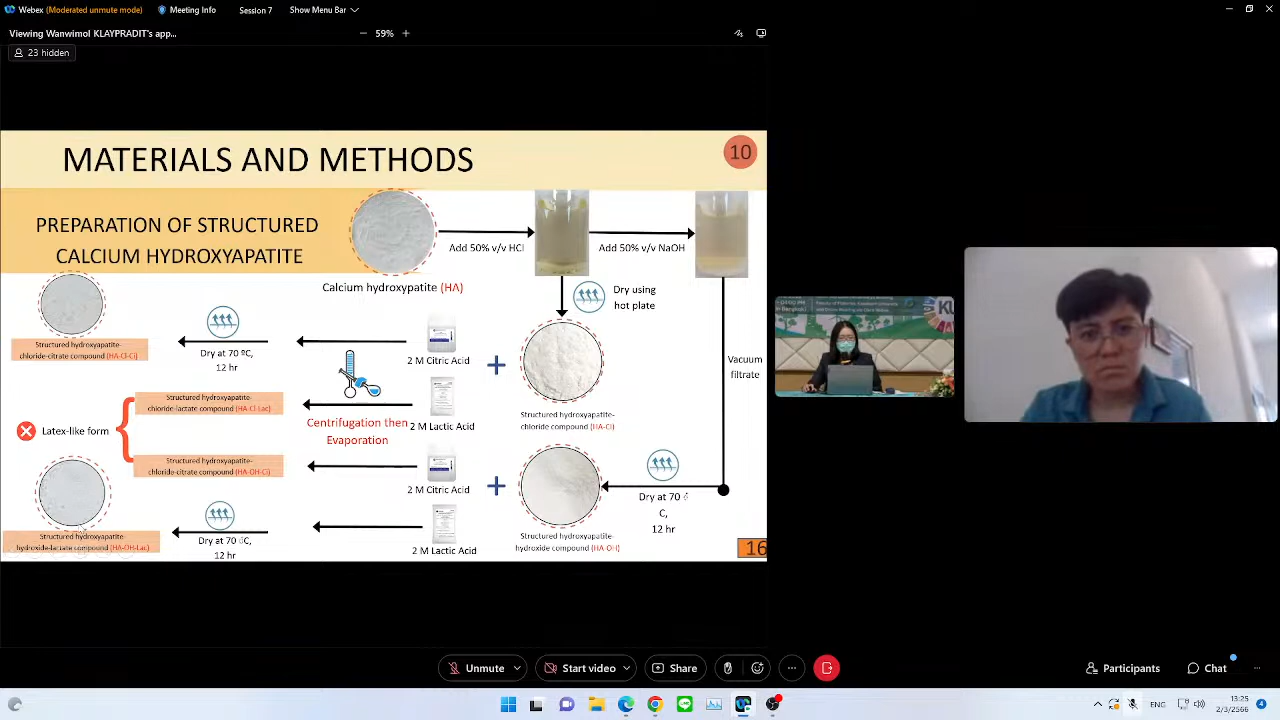 Webex (Moderated unmute mode)
Meeting Info
Session 7
Show Menu Bar
Viewing Wanwimol KLAYPRADIT's app...
59%
23 hidden
MATERIALS AND METHODS
10
PREPARATION OF STRUCTURED
CALCIUM HYDROXYAPATITE
Add 50% v/v HCl
Add 50% v/v NaOH
Calcium hydroxypatite (HA)
Dry using
hot plate
Structured hydroxyapatite-
chloride-citrate compound (HA-Cl-Ci)
Dry at 70 ºC,
12 hr
2 M Citric Acid
+
Vacuum
filtrate
Structured hydroxyapatite-
chloride-lactate compound (HA-Cl-Lac)
Centrifugation then
Evaporation
2 M Lactic Acid
Structured hydroxyapatite-
chloride compound (HA-Cl)
Latex-like form
Structured hydroxyapatite-
chloride-citrate compound (HA-OH-Ci)
2 M Citric Acid
+
Dry at 70 
C,
12 hr
Structured hydroxyapatite-
hydroxide-lactate compound (HA-OH-Lac)
Dry at 70 C,
12 hr
2 M Lactic Acid
Structured hydroxyapatite-
hydroxide compound (HA-OH)
16
Unmute
Start video
Share
Participants
Chat
ENG
13:25
2/3/2566